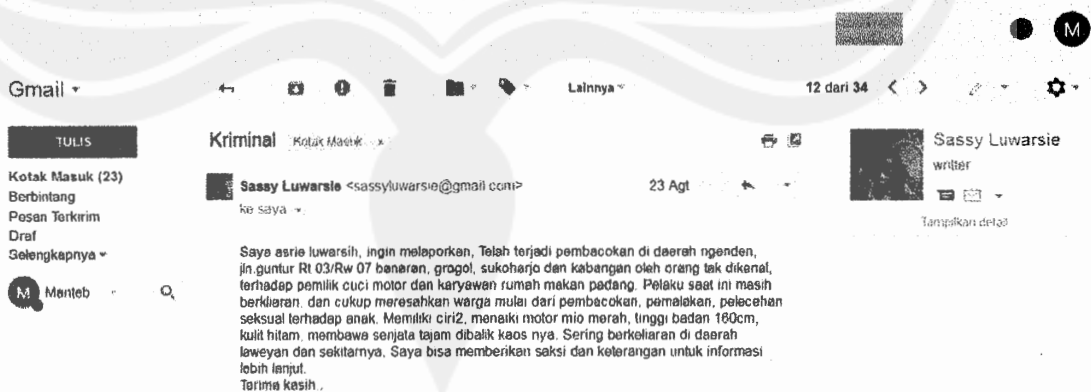 M
Gmail
Lainnya
12 dari 34
TULIS
Kriminal Kotak Masuk x
Sassy Luwarsie
writter
Kotak Masuk (23)
Berbintang
Pesan Terkirim
Draf
Selengkapnya
Sassy Luwarsie <sassyluwarsie@gmail.com>
23 Agt
ke saya
Tampilkan detail
M Manteb
Saya asrie luwarsih, ingin melaporkan, Telah terjadi pembacokan di daerah ngenden,
jln.guntur Rt 03/Rw 07 banaran, grogol, sukoharjo dan kabangan oleh orang tak dikenal,
terhadap pemilik cuci motor dan karyawan rumah makan padang. Pelaku saat ini masih
berkliaran, dan cukup meresahkan warga mulai dari pembacokan, pemalakan, pelecehan
seksual terhadap anak. Memiliki ciri2, menaiki motor mio merah, tinggi badan 160cm,
kulit hitam, membawa senjata tajam dibalik kaos nya. Sering berkeliaran di daerah
laweyan dan sekitarnya, Saya bisa memberikan saksi dan keterangan untuk informasi
lebih lanjut.
Terima kasih..